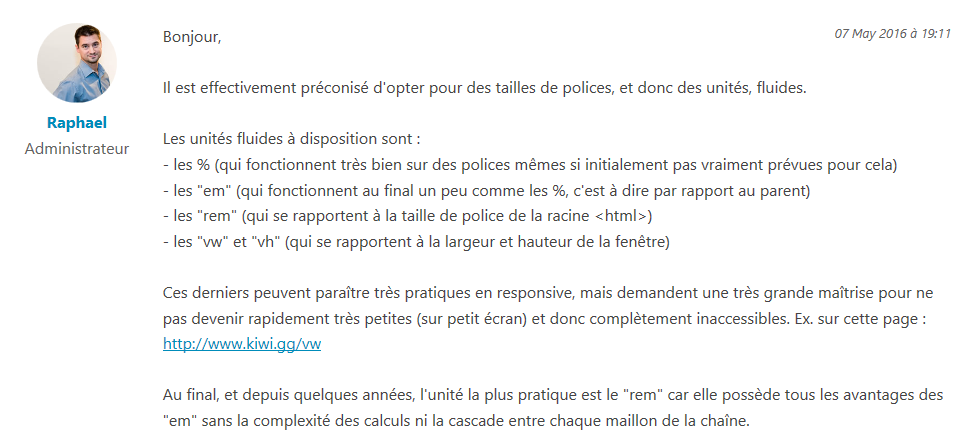 Bonjour,
07 May 2016 à 19:11
Il est effectivement préconisé d'opter pour des tailles de polices, et donc des unités, fluides.
Raphael
Administrateur
Les unités fluides à disposition sont :
- les % (qui fonctionnent très bien sur des polices mêmes si initialement pas vraiment prévues pour cela)
- les "em" (qui fonctionnent au final un peu comme les %, c'est à dire par rapport au parent)
- les "rem" (qui se rapportent à la taille de police de la racine <html>)
- les "vw" et "vh" (qui se rapportent à la largeur et hauteur de la fenêtre)
Ces derniers peuvent paraître très pratiques en responsive, mais demandent une très grande maîtrise pour ne
pas devenir rapidement très petites (sur petit écran) et donc complètement inaccessibles. Ex. sur cette page :
http://www.kiwi.gg/vw
Au final, et depuis quelques années, l'unité la plus pratique est le "rem" car elle possède tous les avantages des
"em" sans la complexité des calculs ni la cascade entre chaque maillon de la chaîne.